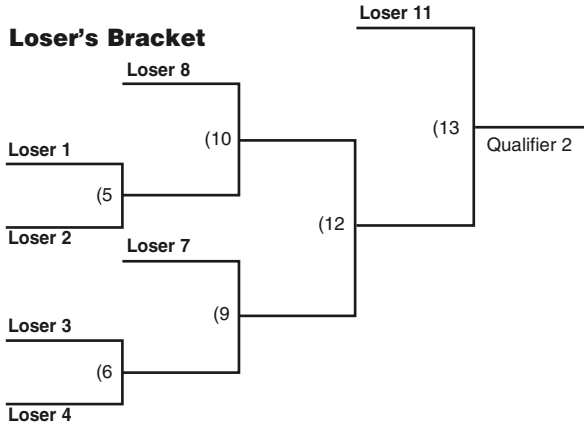 Loser's Bracket
Loser 11
Loser 8
(10
(13
Qualifier 2
Loser 1
(5
Loser 2
(12
Loser 7
(9
Loser 3
(6
Loser 4